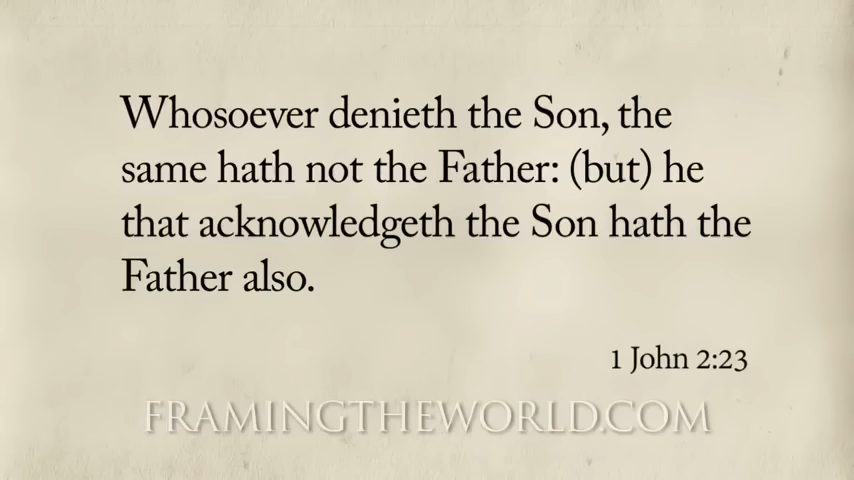 Whosoever denieth the Son, the
same hath not the Father: (but) he
that acknowledgeth the Son hath the
Father also.
1 John 2:23
FRAMINGTHEWORLD.COM